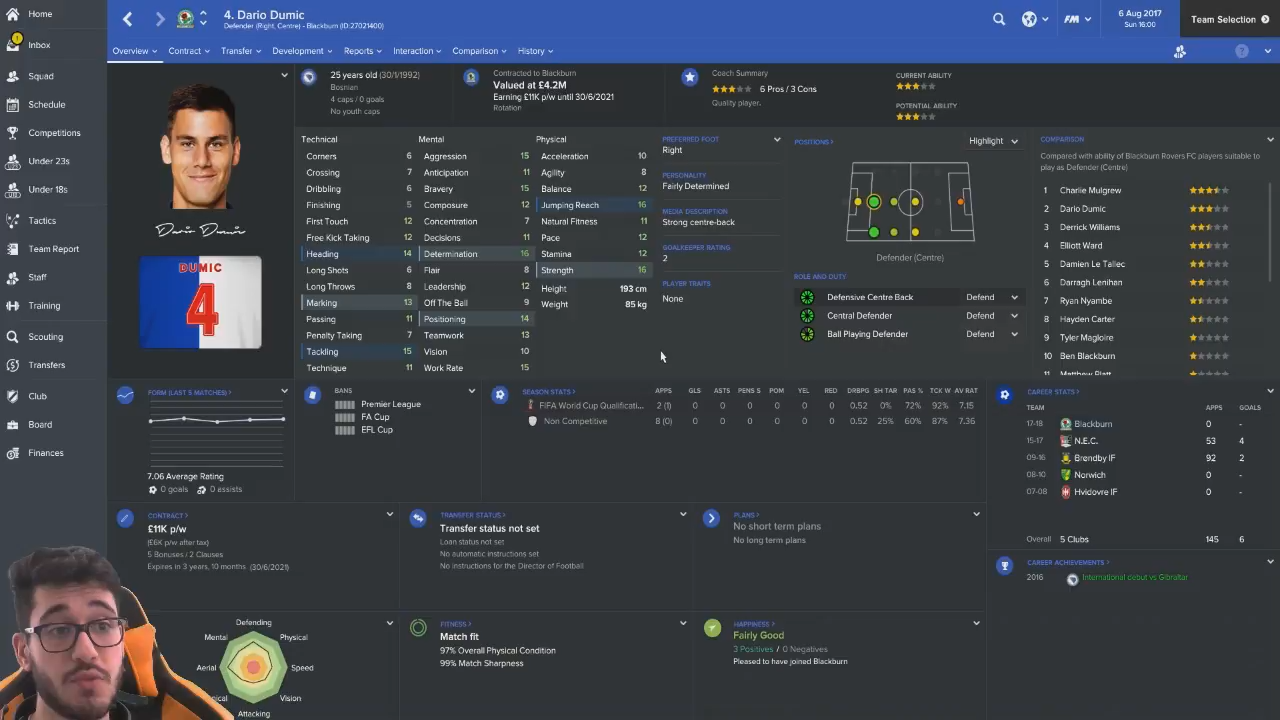 Home
Inbox
Squad
Schedule
Competitions
Under 23s
Under 18s
Tactics
Team Report
Staff
Training
Scouting
Transfers
Club
Board
Finances
4. Dario Dumic
Defender (Right, Centre) - Blackburn (ID:27021400)
FM
6 Aug 2017
Sun 16:00
Team Selection
Overview Contract Transfer Development Reports Interaction Comparison History
25 years old (30/1/1992)
Bosnian
4 caps / 0 goals
No youth caps
Contracted to Blackburn
Valued at £4.2M
Earning £11K p/w until 30/6/2021
Rotation
Coach Summary
6 Pros / 3 Cons
Quality player.
CURRENT ABILITY
POTENTIAL ABILITY
Dario Dumic
DUMIC
4
Technical
Corners 6
Crossing 7
Dribbling 6
Finishing 5
First Touch 12
Free Kick Taking 12
Heading 14
Long Shots 6
Long Throws 8
Marking 13
Passing 11
Penalty Taking 7
Tackling 15
Technique 11
Mental
Aggression 15
Anticipation 11
Bravery 15
Composure 12
Concentration 7
Decisions 11
Determination 16
Flair 8
Leadership 12
Off The Ball 9
Positioning 14
Teamwork 13
Vision 10
Work Rate 15
Physical
Acceleration 10
Agility 8
Balance 12
Jumping Reach 16
Natural Fitness 11
Pace 12
Stamina 12
Strength 16
Height 193 cm
Weight 85 kg
PREFERRED FOOT
Right
PERSONALITY
Fairly Determined
MEDIA DESCRIPTION
Strong centre-back
GOALKEEPER RATING
2
PLAYER TRAITS
None
POSITIONS
Highlight
Defender (Centre)
ROLE AND DUTY
Defensive Centre Back Defend
Central Defender Defend
Ball Playing Defender Defend
COMPARISON
Compared with ability of Blackburn Rovers FC players suitable
to play as Defender (Centre)
1 Charlie Mulgrew
2 Dario Dumic
3 Derrick Williams
4 Elliott Ward
5 Damien Le Tallec
6 Darragh Lenihan
7 Ryan Nyambe
8 Hayden Carter
9 Tyler Magloire
10 Ben Blackburn
11 Matthew Platt
FORM (LAST 5 MATCHES)
7.06 Average Rating
0 goals 0 assists
BANS
Premier League
FA Cup
EFL Cup
SEASON STATS APPS GLS ASTS PEN S POM YEL RED DRBPG SH TAR PAS % TCK W AV RAT
FIFA World Cup Qualificati... 2 (1) 0 0 0 0 0 0 0.52 0% 72% 92% 7.15
Non Competitive 8 (0) 0 0 0 0 0 0 0.52 25% 60% 87% 7.36
CAREER STATS
TEAM APPS GOALS
17-18 Blackburn 0 -
15-17 N.E.C. 53 4
09-16 Brøndby IF 92 2
08-10 Norwich 0 -
07-08 Hvidovre IF 0 -
Overall 5 Clubs 145 6
CONTRACT
£11K p/w
(£6K p/w after tax)
5 Bonuses / 2 Clauses
Expires in 3 years, 10 months. (30/6/2021)
TRANSFER STATUS
Transfer status not set
Loan status not set
No automatic instructions set
No instructions for the Director of Football
PLANS
No short term plans
No long term plans
CAREER ACHIEVEMENTS
2016 International debut vs Gibraltar
Defending
Mental Physical
Aerial Speed
Vision
Attacking
FITNESS
Match fit
97% Overall Physical Condition
99% Match Sharpness
HAPPINESS
Fairly Good
3 Positives / 0 Negatives
Pleased to have joined Blackburn